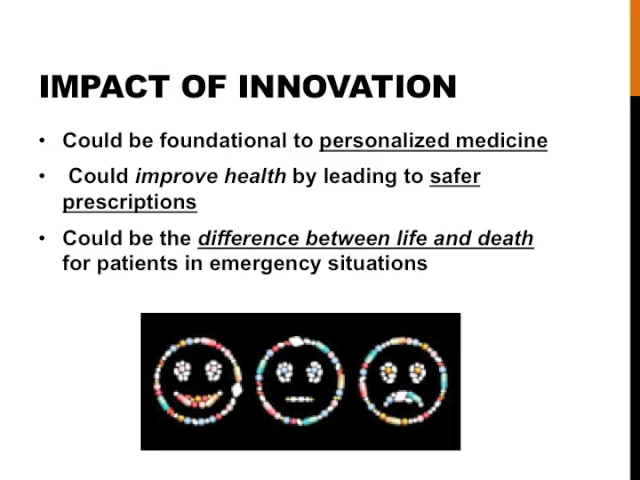 IMPACT OF INNOVATION
• Could be foundational to personalized medicine
• Could improve health by leading to safer
prescriptions
• Could be the difference between life and death
for patients in emergency situations